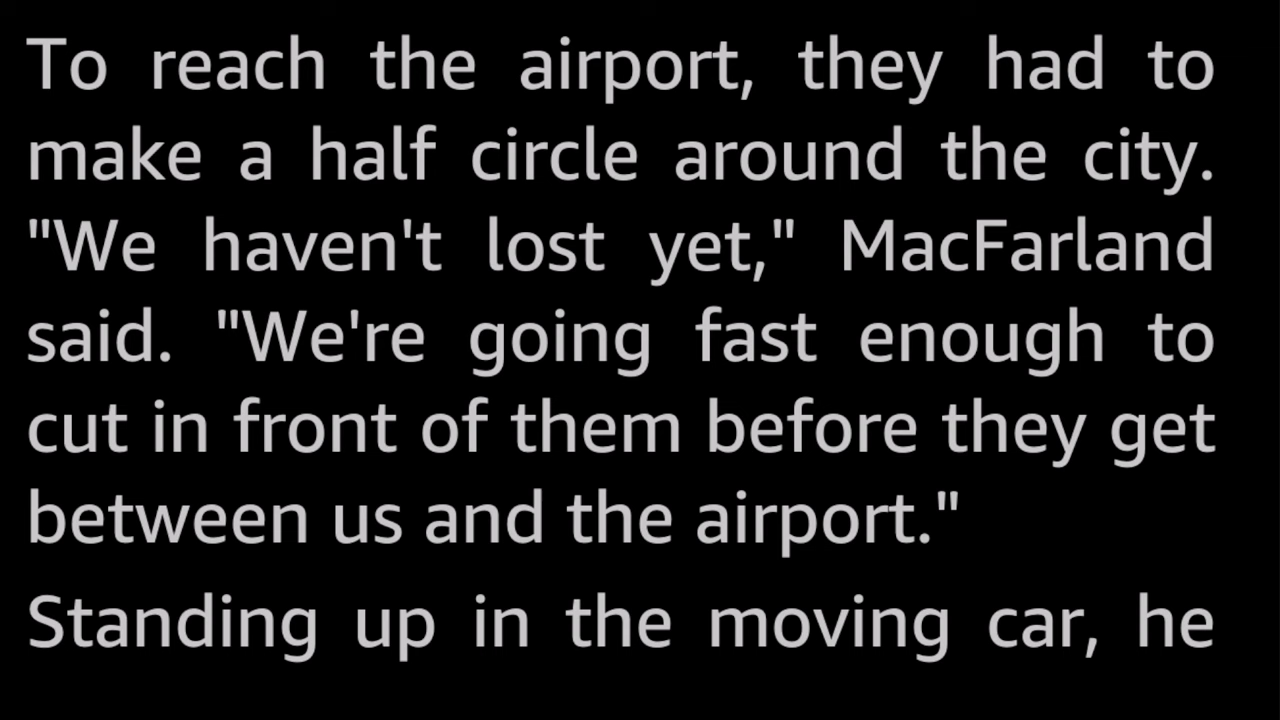 To reach the airport, they had to
make a half circle around the city.
"We haven't lost yet," MacFarland
said. "We're going fast enough to
cut in front of them before they get
between us and the airport."
Standing up in the moving car, he